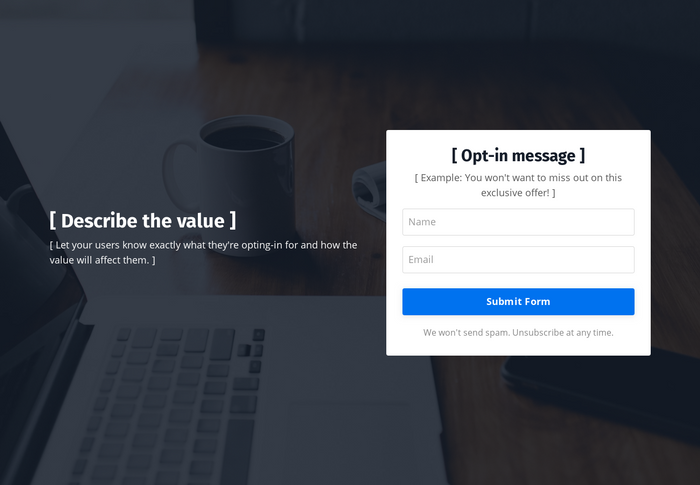 [ Describe the value ]
[ Let your users know exactly what they're opting-in for and how the
value will affect them. ]
[ Opt-in message ]
[ Example: You won't want to miss out on this
exclusive offer! ]
Name
Email
Submit Form
We won't send spam. Unsubscribe at any time.